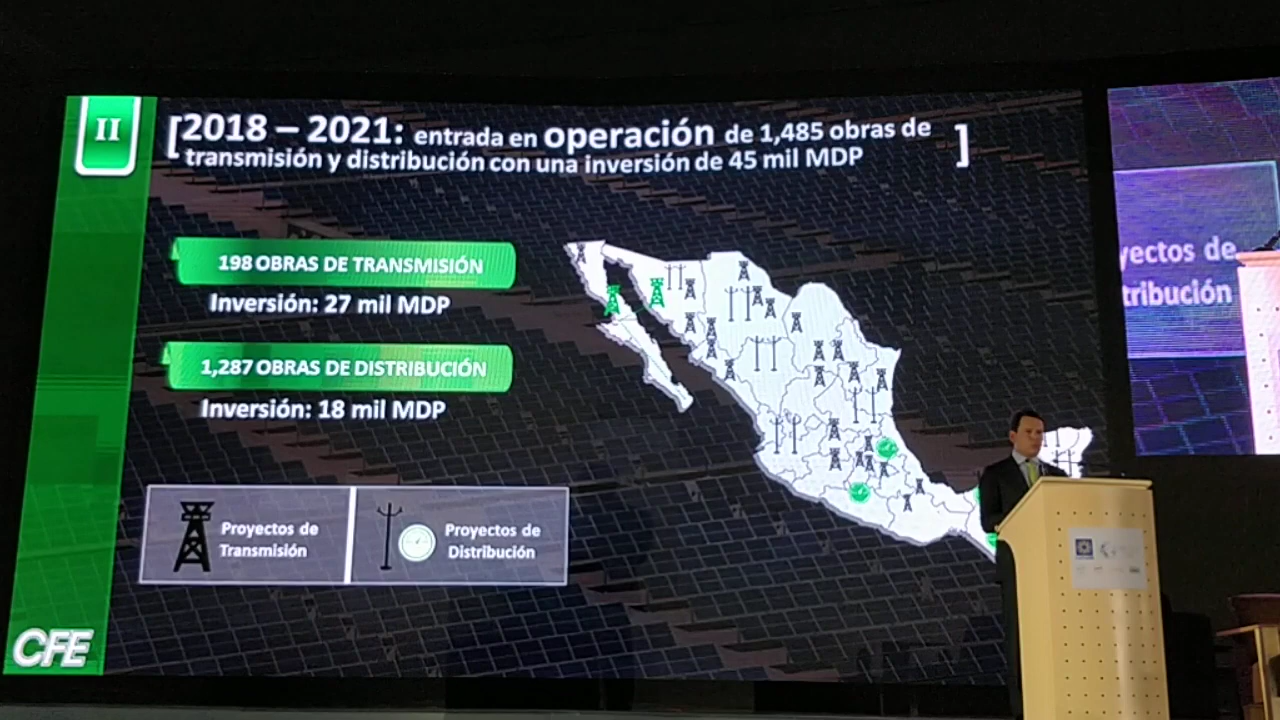 II
[2018 – 2021: entrada en operación de 1,485 obras de
transmisión y distribución con una inversión de 45 mil MDP]
198 OBRAS DE TRANSMISIÓN
Inversión: 27 mil MDP
1,287 OBRAS DE DISTRIBUCIÓN
Inversión: 18 mil MDP
Proyectos de
Transmisión
Proyectos de
Distribución
CFE
yectos de
tribución